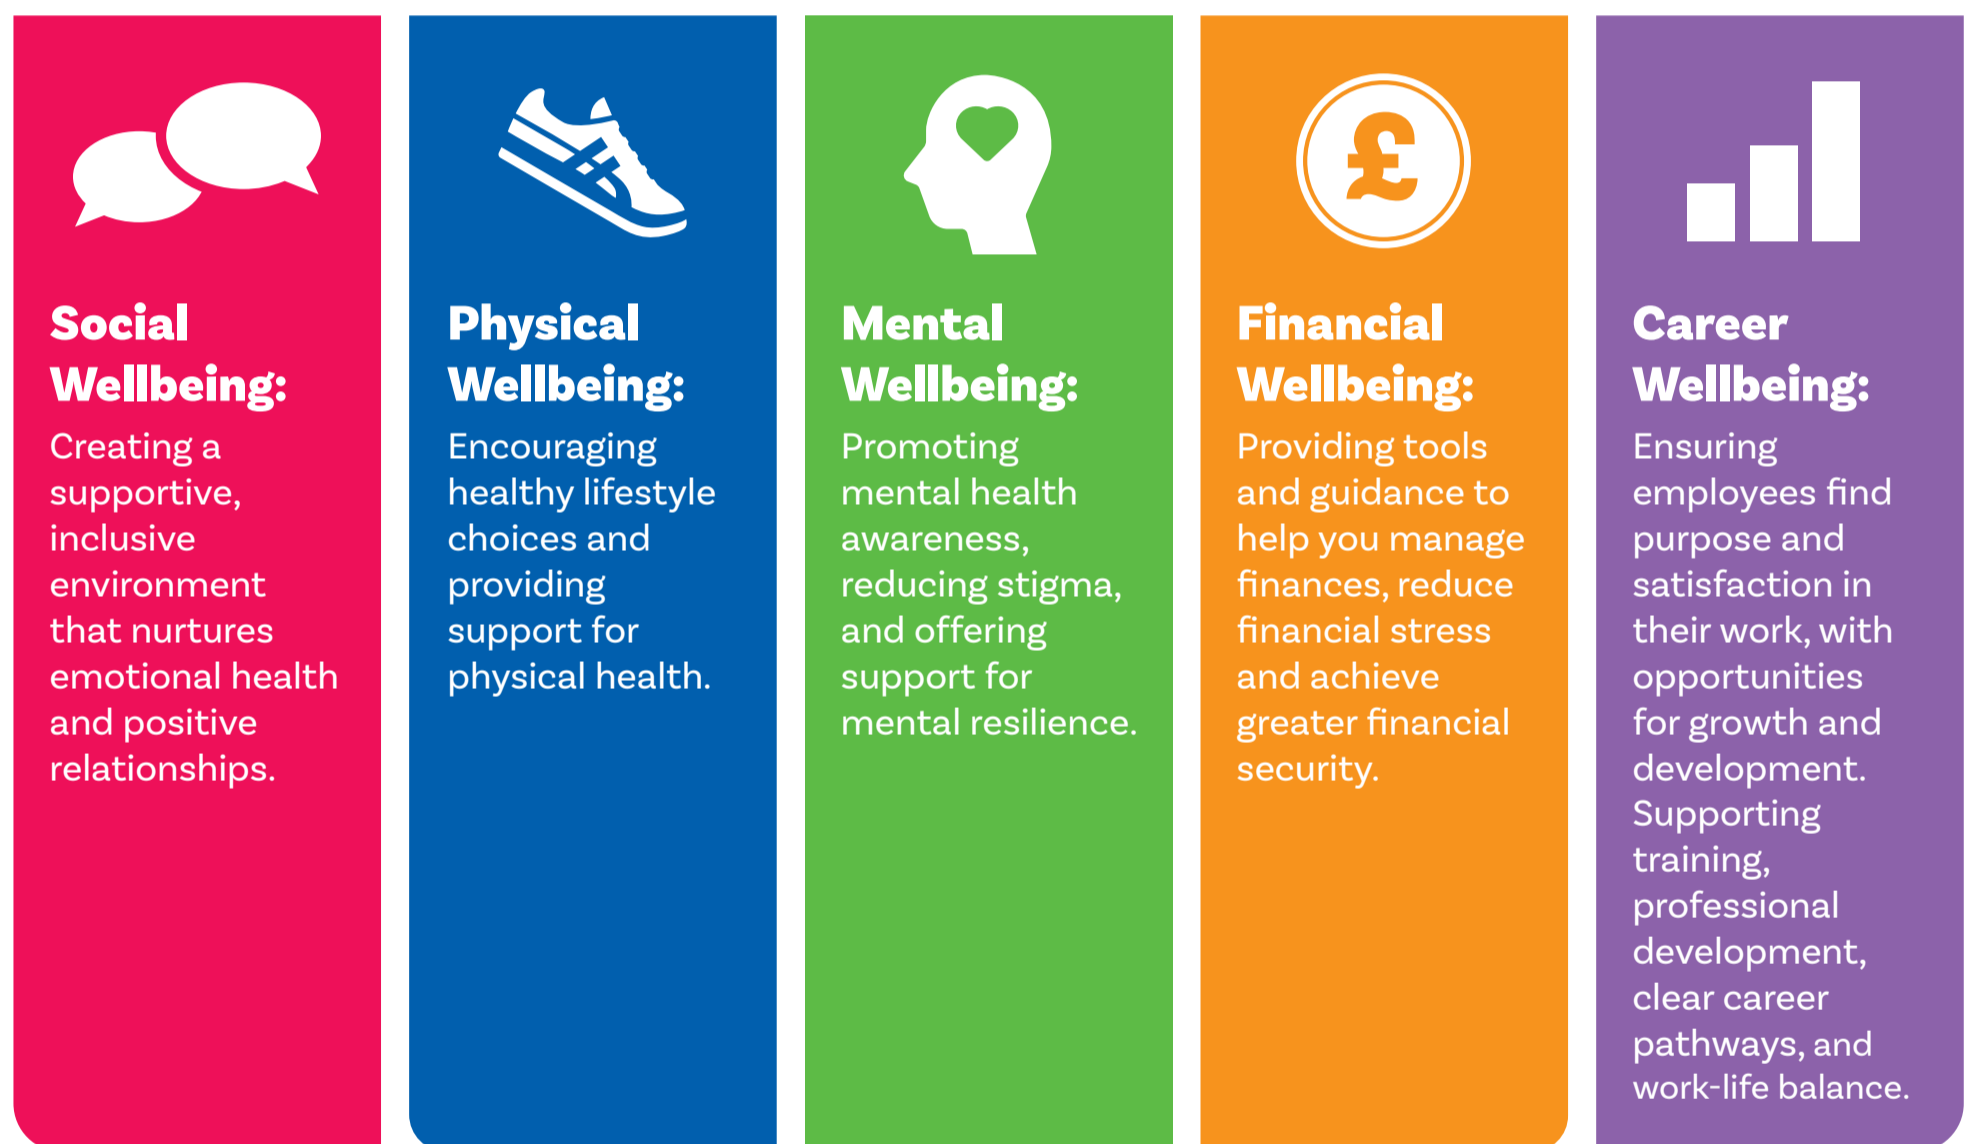 Social
Wellbeing:
Creating a
supportive,
inclusive
environment
that nurtures
emotional health
and positive
relationships.
Physical
Wellbeing:
Encouraging
healthy lifestyle
choices and
providing
support for
physical health.
Mental
Wellbeing:
Promoting
mental health
awareness,
reducing stigma,
and offering
support for
mental resilience.
£
Financial
Wellbeing:
Providing tools
and guidance to
help you manage
finances, reduce
financial stress
and achieve
greater financial
security.
Career
Wellbeing:
Ensuring
employees find
purpose and
satisfaction in
their work, with
opportunities
for growth and
development.
Supporting
training,
professional
development,
clear career
pathways, and
work-life balance.